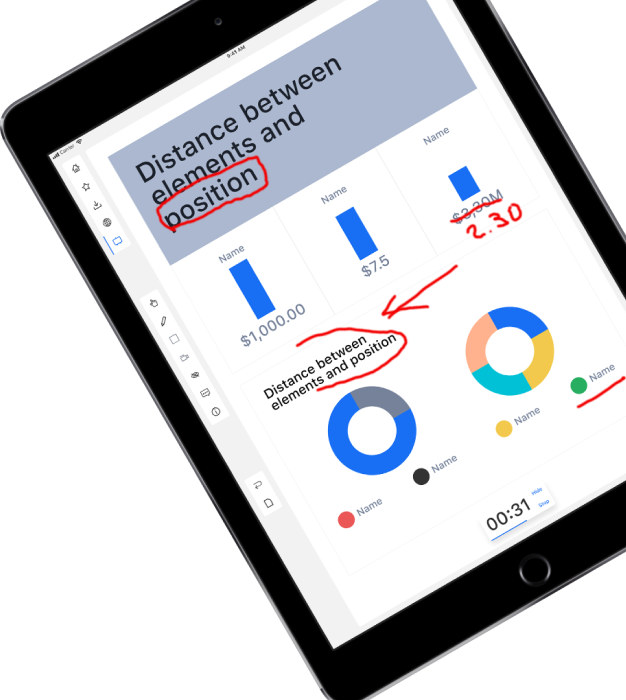 Carrier
9:41 AM
Distance between
elements and
position
Name
$1,000.00
Name
$7.5
Name
$3,30M
2.30
Distance between
elements and position
Name
Name
Name
Name
00:31
Hide
Stop